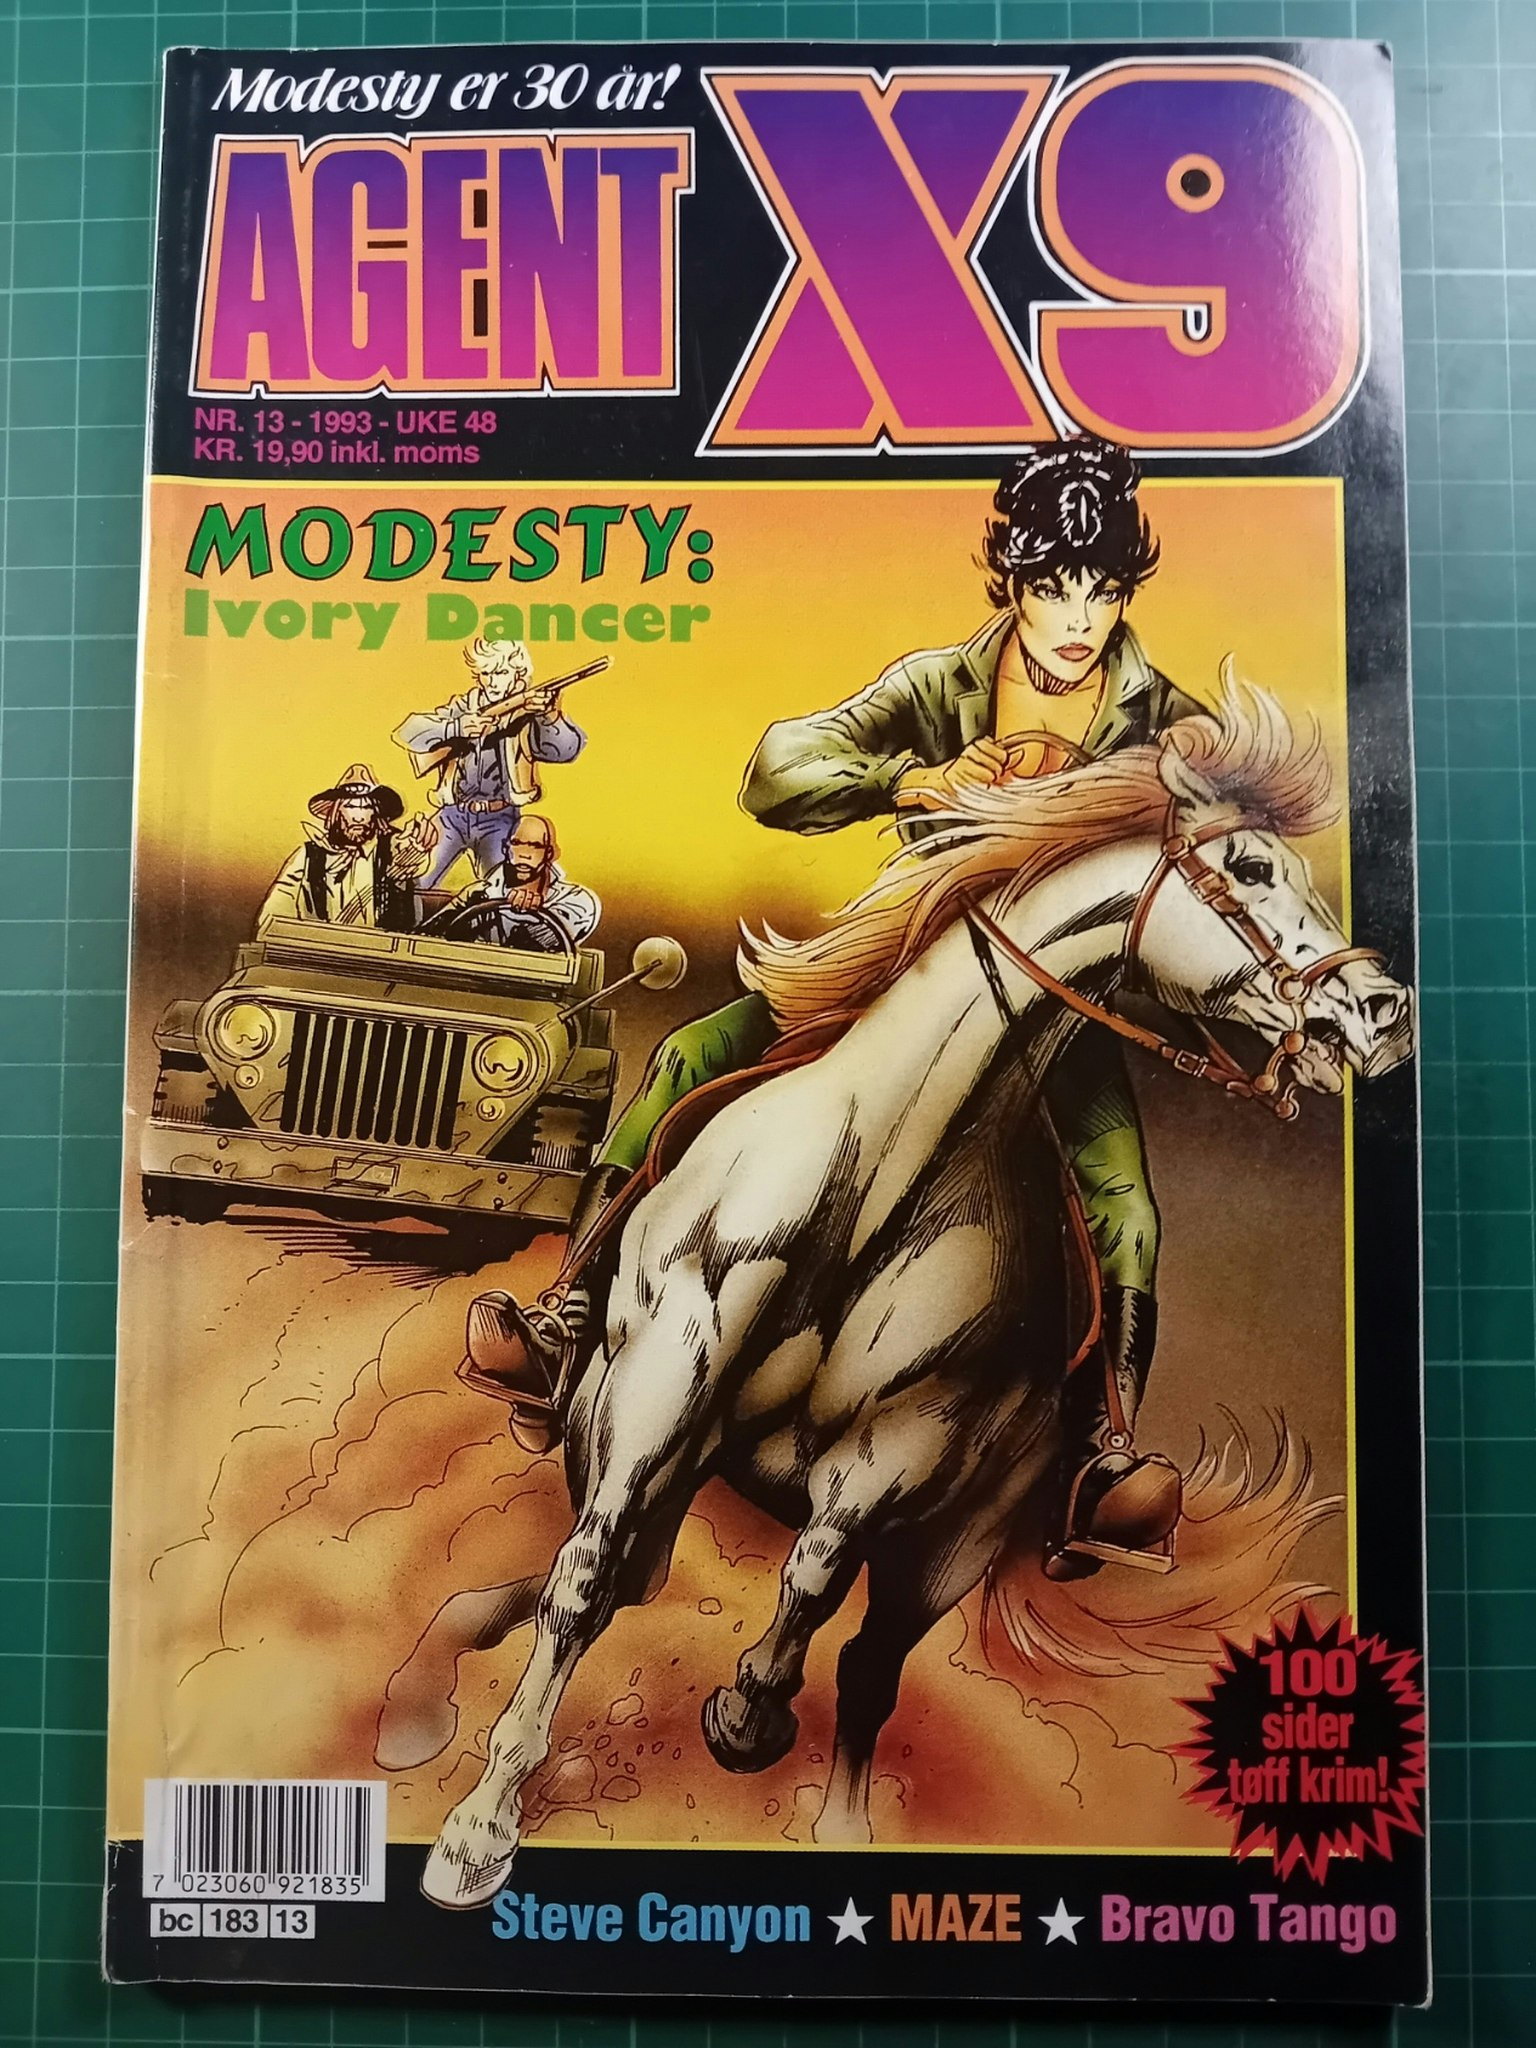 Modesty er 30 år!
AGENT X9
NR. 13 - 1993 - UKE 48
KR. 19,90 inkl. moms
MODESTY:
Ivory Dancer
100
sider
tøff krim!
7 023060 921835
bc 183 13
Steve Canyon ★ MAZE ★ Bravo Tango